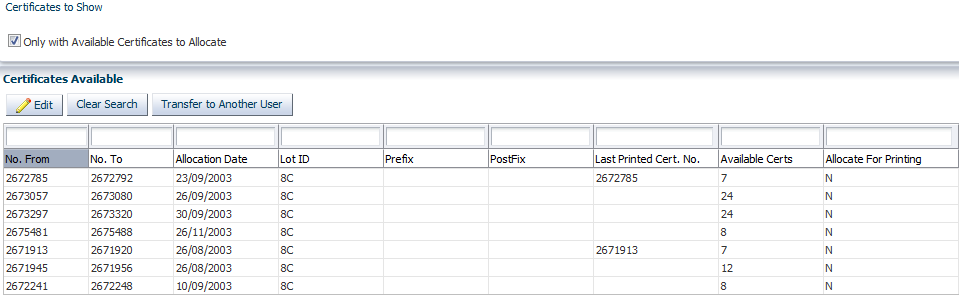 Certificates to Show
Only with Available Certificates to Allocate
Certificates Available
Edit Clear Search Transfer to Another User
No. From No. To Allocation Date Lot ID Prefix PostFix Last Printed Cert. No. Available Certs Allocate For Printing
2672785 2672792 23/09/2003 8C 2672785 7 N
2673057 2673080 26/09/2003 8C 24 N
2673297 2673320 30/09/2003 8C 24 N
2675481 2675488 26/11/2003 8C 8 N
2671913 2671920 26/08/2003 8C 2671913 7 N
2671945 2671956 26/08/2003 8C 12 N
2672241 2672248 10/09/2003 8C 8 N